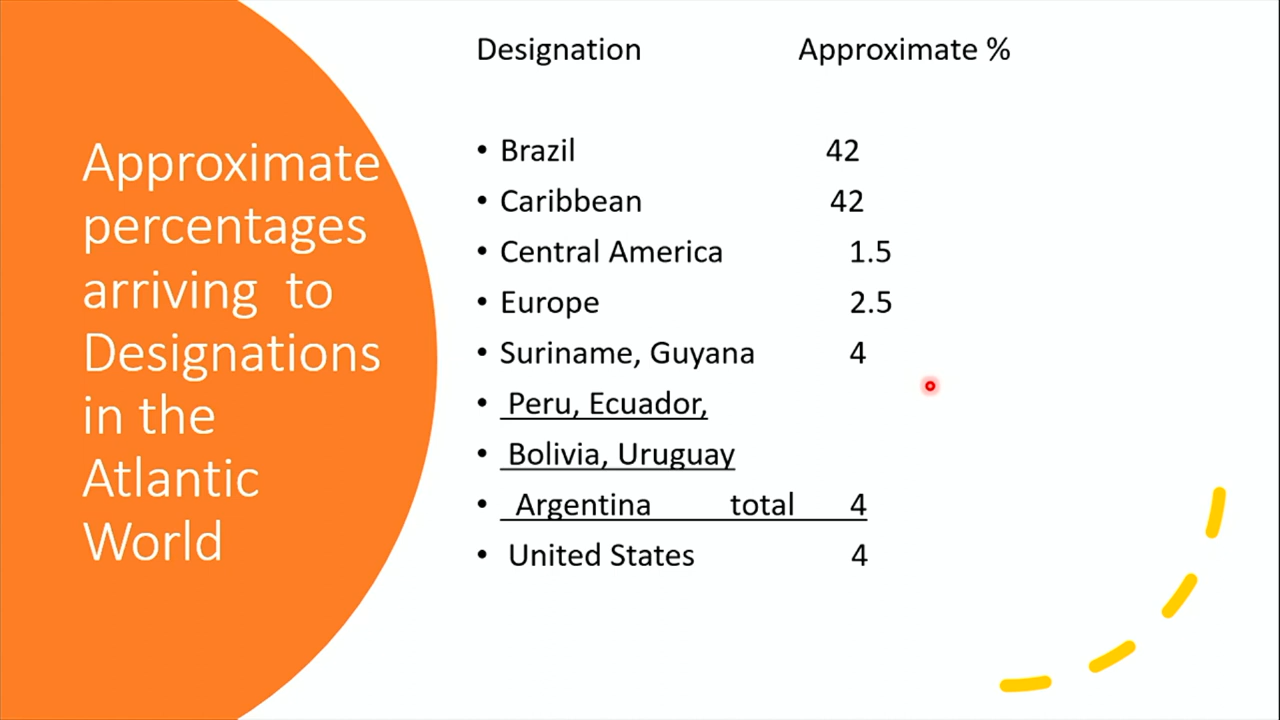 Approximate
percentages
arriving to
Designations
in the
Atlantic
World
Designation Approximate %
• Brazil 42
• Caribbean 42
• Central America 1.5
• Europe 2.5
• Suriname, Guyana 4
• Peru, Ecuador,
• Bolivia, Uruguay
• Argentina total 4
• United States 4